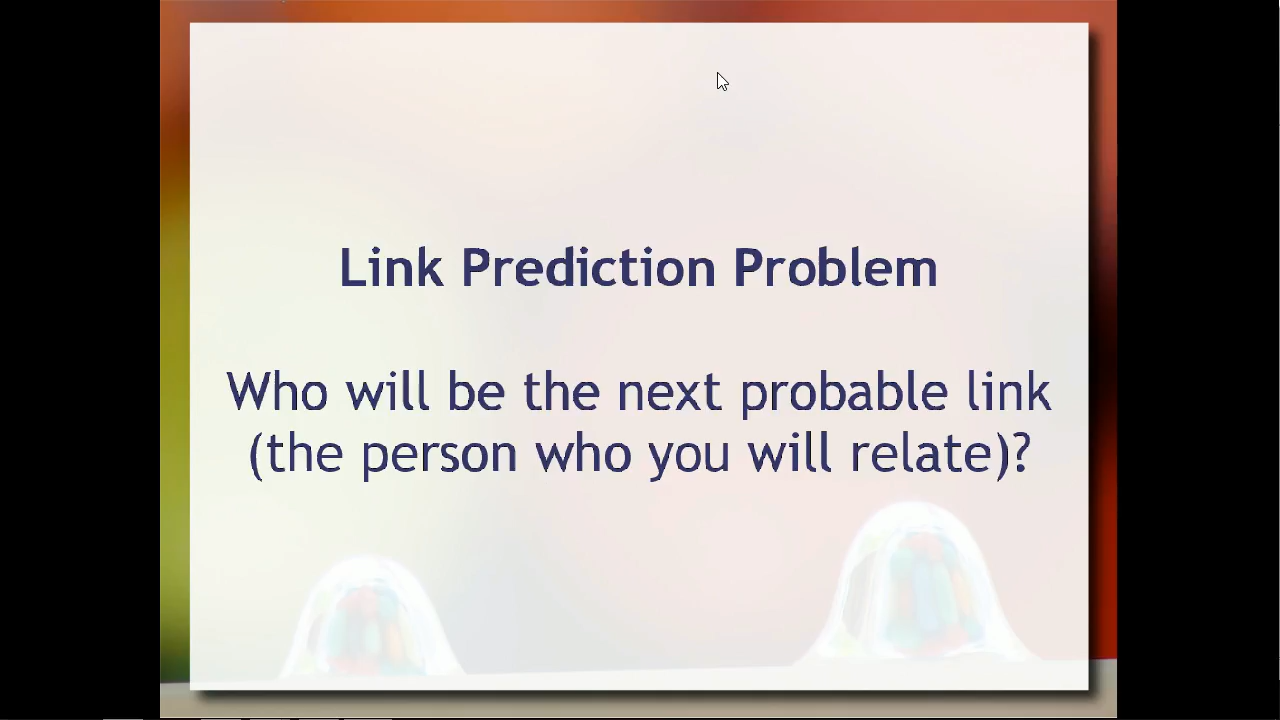 Link Prediction Problem
Who will be the next probable link
(the person who you will relate)?